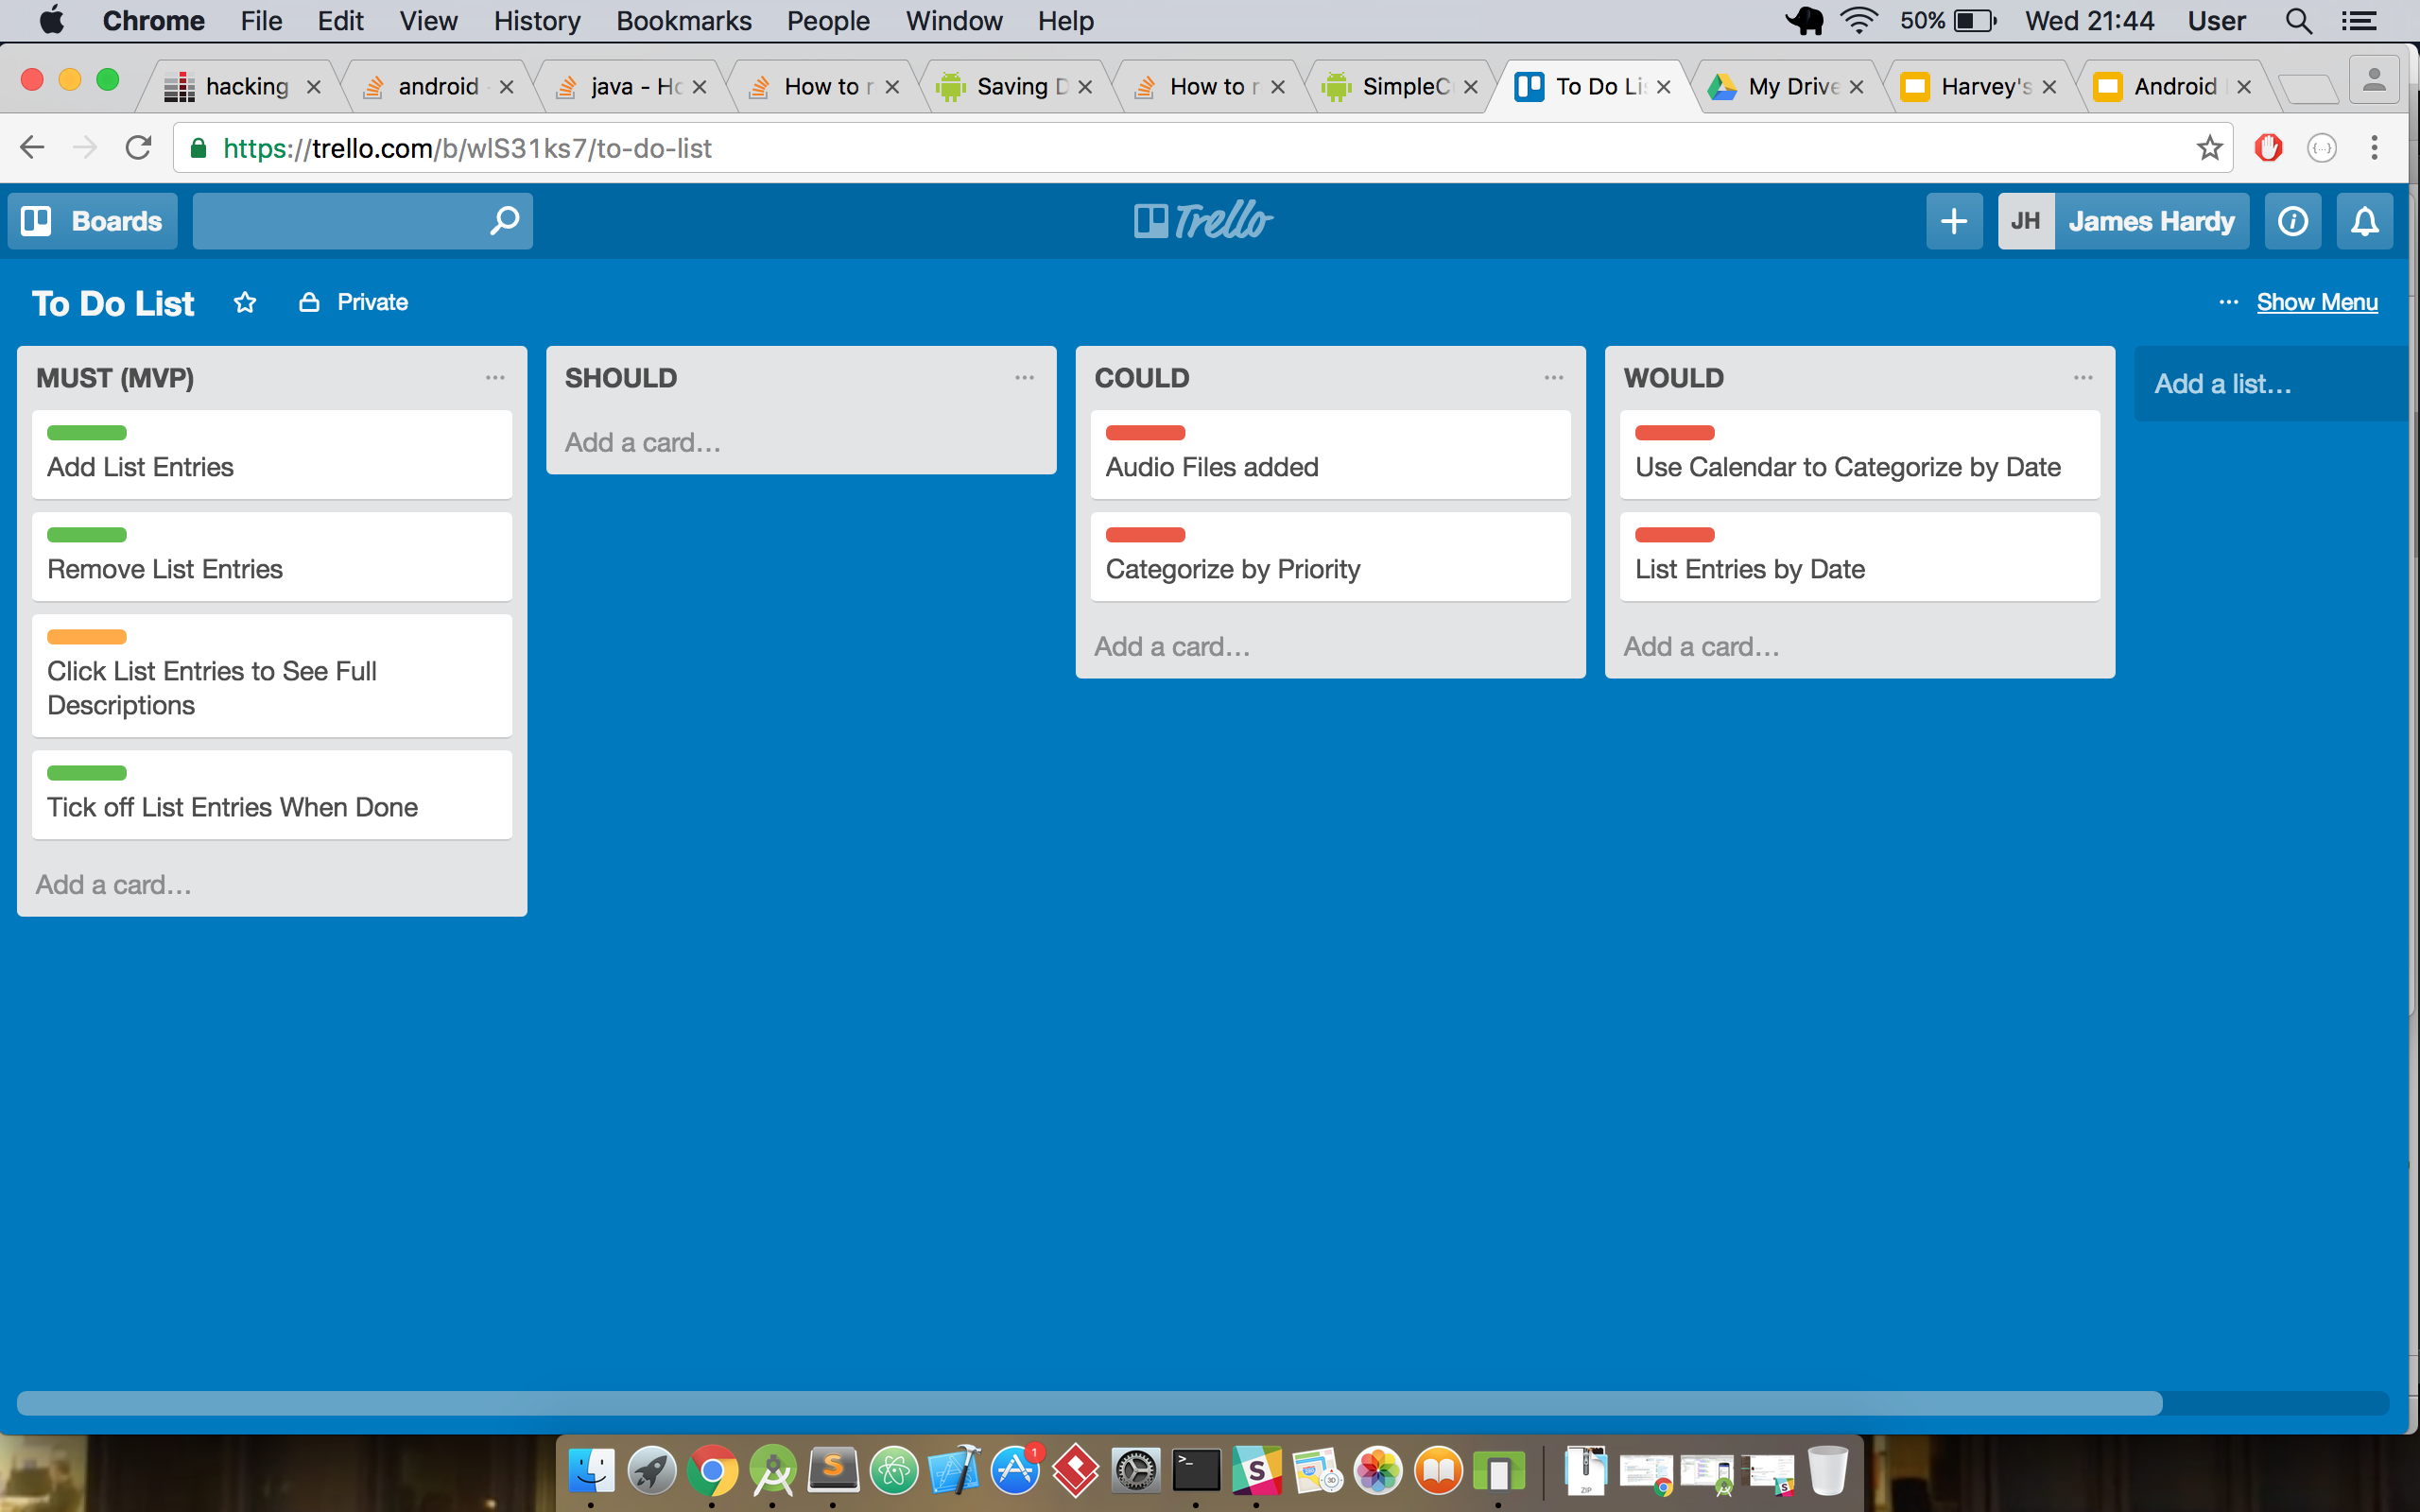 Chrome File Edit View History Bookmarks People Window Help 50% Wed 21:44 User
hacking android java - Ho How to r Saving D How to r SimpleC To Do Lis My Drive Harvey's Android
https://trello.com/b/wlS31ks7/to-do-list
Boards Trello JH James Hardy
To Do List Private ... Show Menu
MUST (MVP)
Add List Entries
Remove List Entries
Click List Entries to See Full
Descriptions
Tick off List Entries When Done
Add a card...
SHOULD
Add a card...
COULD
Audio Files added
Categorize by Priority
Add a card...
WOULD
Use Calendar to Categorize by Date
List Entries by Date
Add a card...
Add a list...
1
ZIP